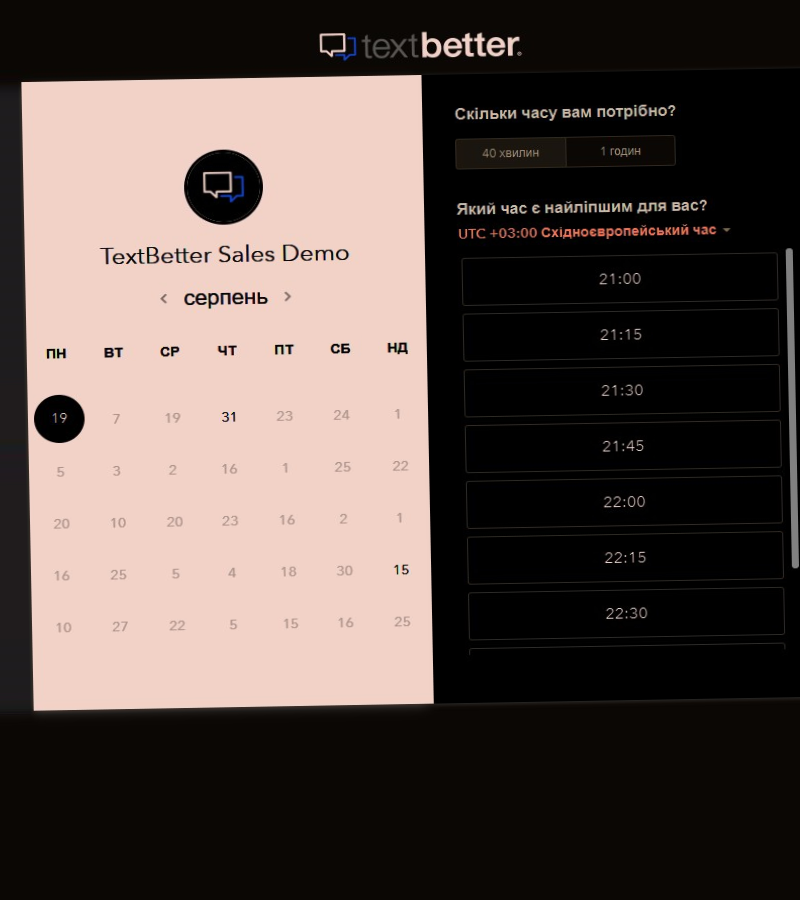 textbetter.
TextBetter Sales Demo
серпень
ПН ВТ СР ЧТ ПТ СБ НД
19 7 19 31 23 24 1
5 3 2 16 1 25 22
20 10 20 23 16 2 1
16 25 5 4 18 30 15
10 27 22 5 15 16 25
Скільки часу вам потрібно?
40 хвилин 1 годин
Який час є найліпшим для вас?
UTC +03:00 Східноєвропейський час
21:00
21:15
21:30
21:45
22:00
22:15
22:30